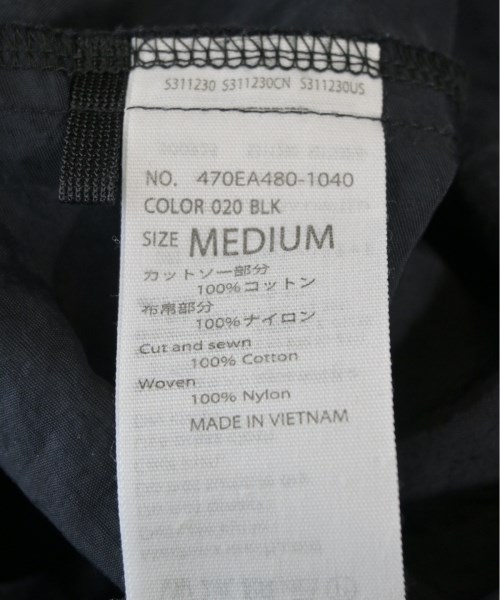 S311230 S311230CN S311230US
NO. 470EA480-1040
COLOR 020 BLK
SIZE MEDIUM
カットソー部分
100%コットン
布帛部分
100%ナイロン
Cut and sewn
100% Cotton
Woven
100% Nylon
MADE IN VIETNAM